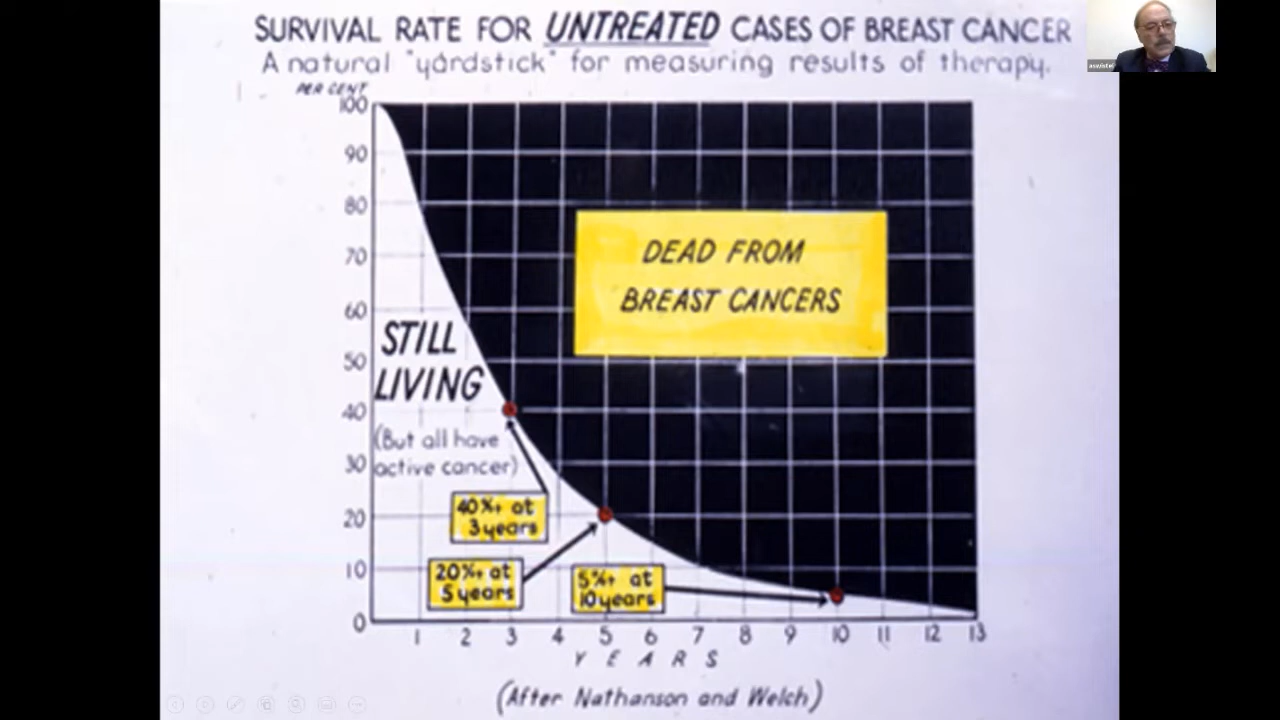 SURVIVAL RATE FOR UNTREATED CASES OF BREAST CANCER
A natural "yardstick" for measuring results of therapy.
PER CENT
100
90
80
70
60
50
40
30
20
10
0
DEAD FROM
BREAST CANCERS
STILL
LIVING
(But all have
active cancer)
40%+ at
3 years
20%+ at
5 years
5%+ at
10 years
1 2 3 4 5 6 7 8 9 10 11 12 13
YEARS
(After Nathanson and Welch)